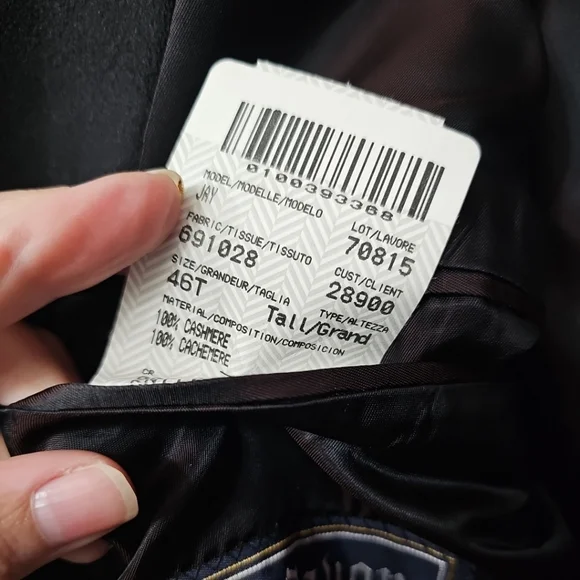 0100393368
MODEL/MODELLE/MODELO
JAY
LOT/LAVORE
70815
FABRIC/TISSUE/TISSUTO
691028
CUST/CLIENT
28900
SIZE/GRANDEUR/TAGLIA
46T
TYPE/ALTEZZA
Tall/Grand
MATERIAL/COMPOSITION/COMPOSICION
100% CASHMERE
100% CACHEMERE